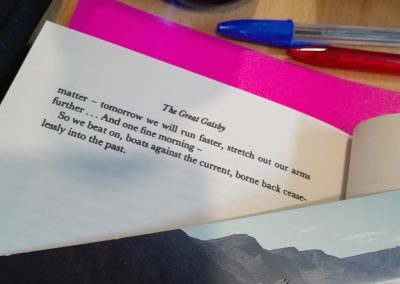 The Great Gatsby
matter – tomorrow we will run faster, stretch out our arms
further . . . And one fine morning –
So we beat on, boats against the current, borne back cease-
lessly into the past.